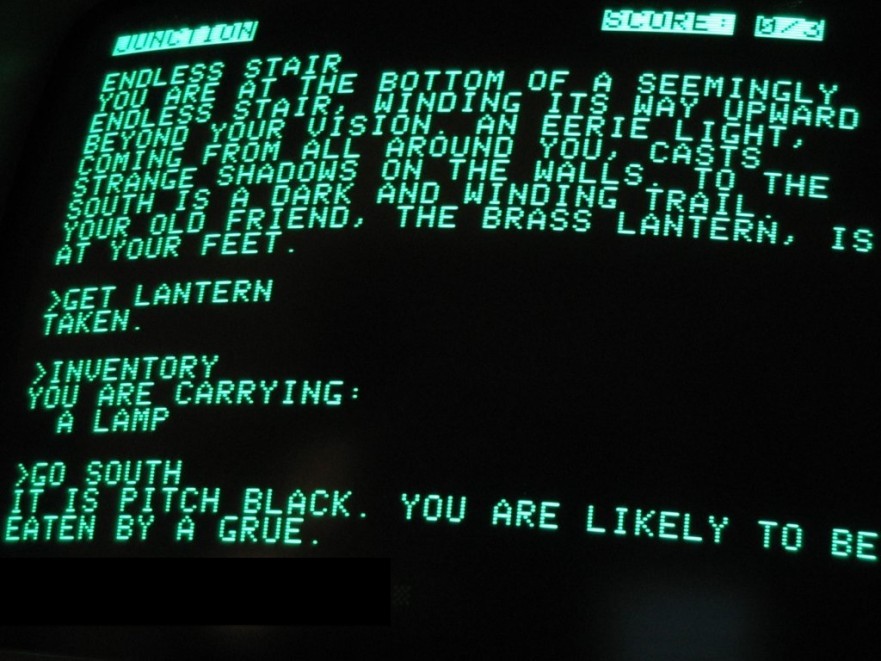 JUNCTION SCORE: 0/3
ENDLESS STAIR
YOU ARE AT THE BOTTOM OF A SEEMINGLY
ENDLESS STAIR, WINDING ITS WAY UPWARD
BEYOND YOUR VISION. AN EERIE LIGHT,
COMING FROM ALL AROUND YOU, CASTS
STRANGE SHADOWS ON THE WALLS. TO THE
SOUTH IS A DARK AND WINDING TRAIL.
YOUR OLD FRIEND, THE BRASS LANTERN, IS
AT YOUR FEET.
>GET LANTERN
TAKEN.
>INVENTORY
YOU ARE CARRYING:
A LAMP
>GO SOUTH
IT IS PITCH BLACK. YOU ARE LIKELY TO BE
EATEN BY A GRUE.